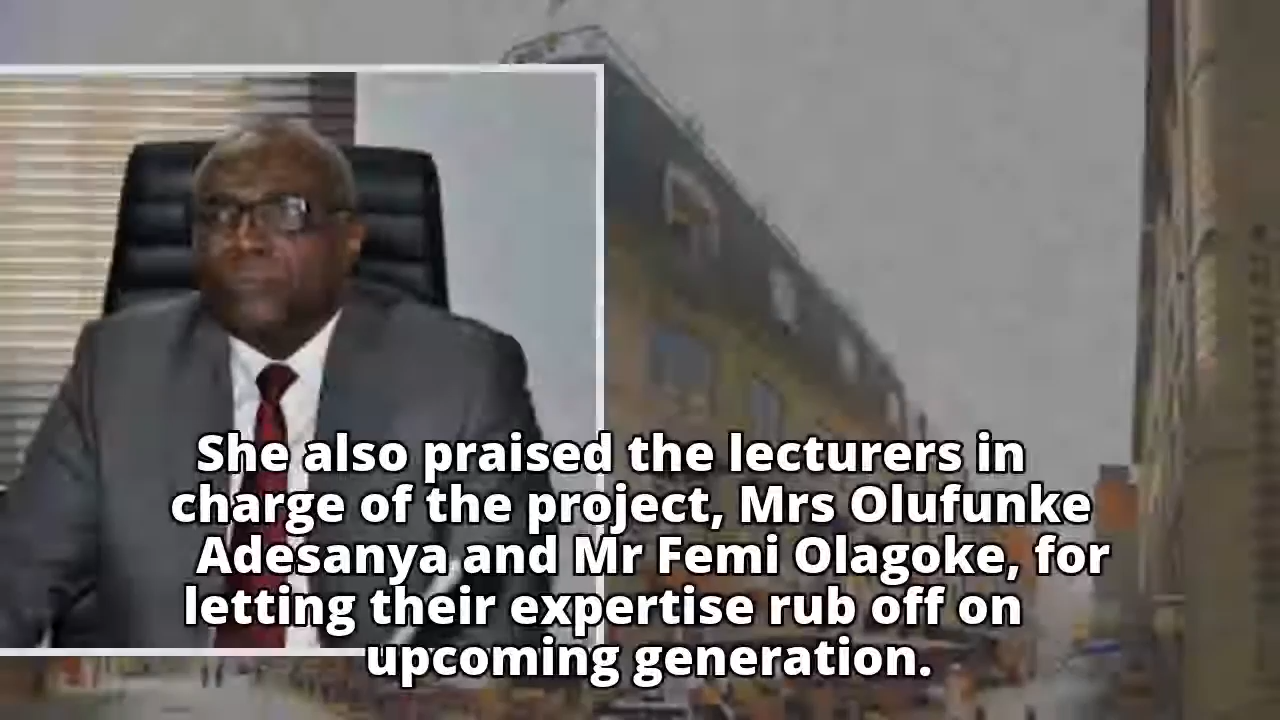 She also praised the lecturers in
charge of the project, Mrs Olufunke
Adesanya and Mr Femi Olagoke, for
letting their expertise rub off on
upcoming generation.